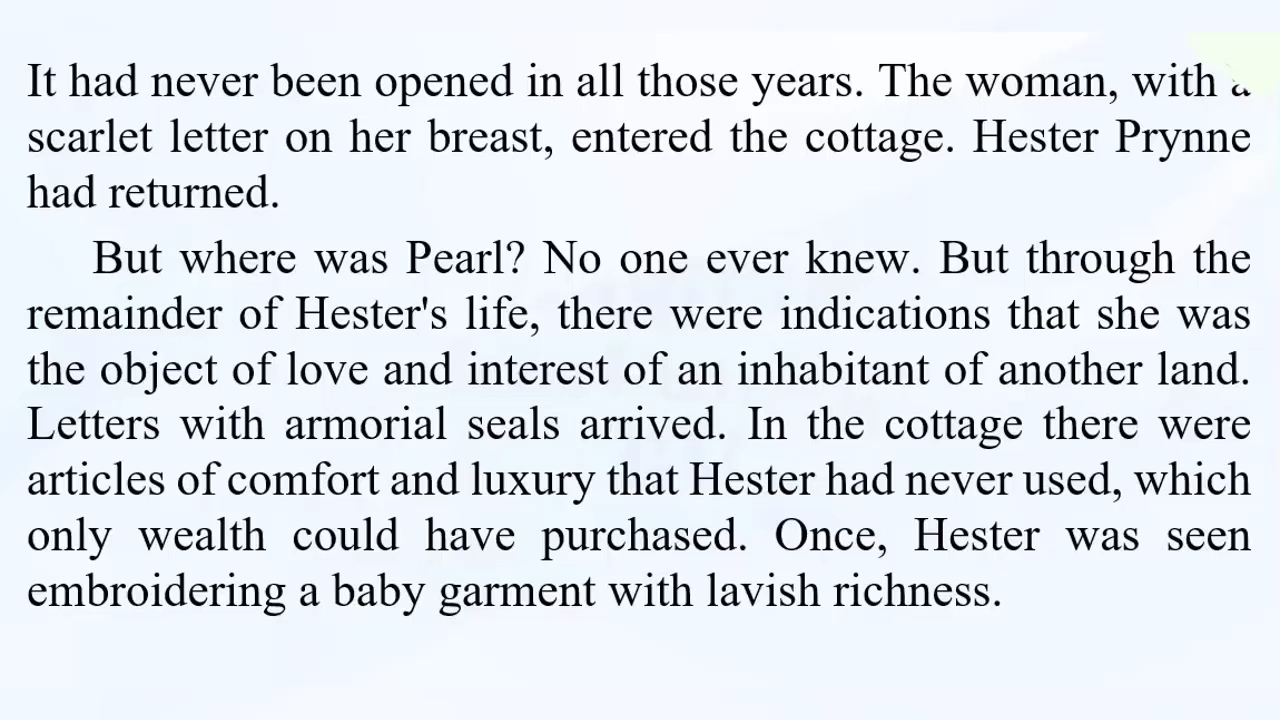 It had never been opened in all those years. The woman, with a
scarlet letter on her breast, entered the cottage. Hester Prynne
had returned.
But where was Pearl? No one ever knew. But through the
remainder of Hester's life, there were indications that she was
the object of love and interest of an inhabitant of another land.
Letters with armorial seals arrived. In the cottage there were
articles of comfort and luxury that Hester had never used, which
only wealth could have purchased. Once, Hester was seen
embroidering a baby garment with lavish richness.